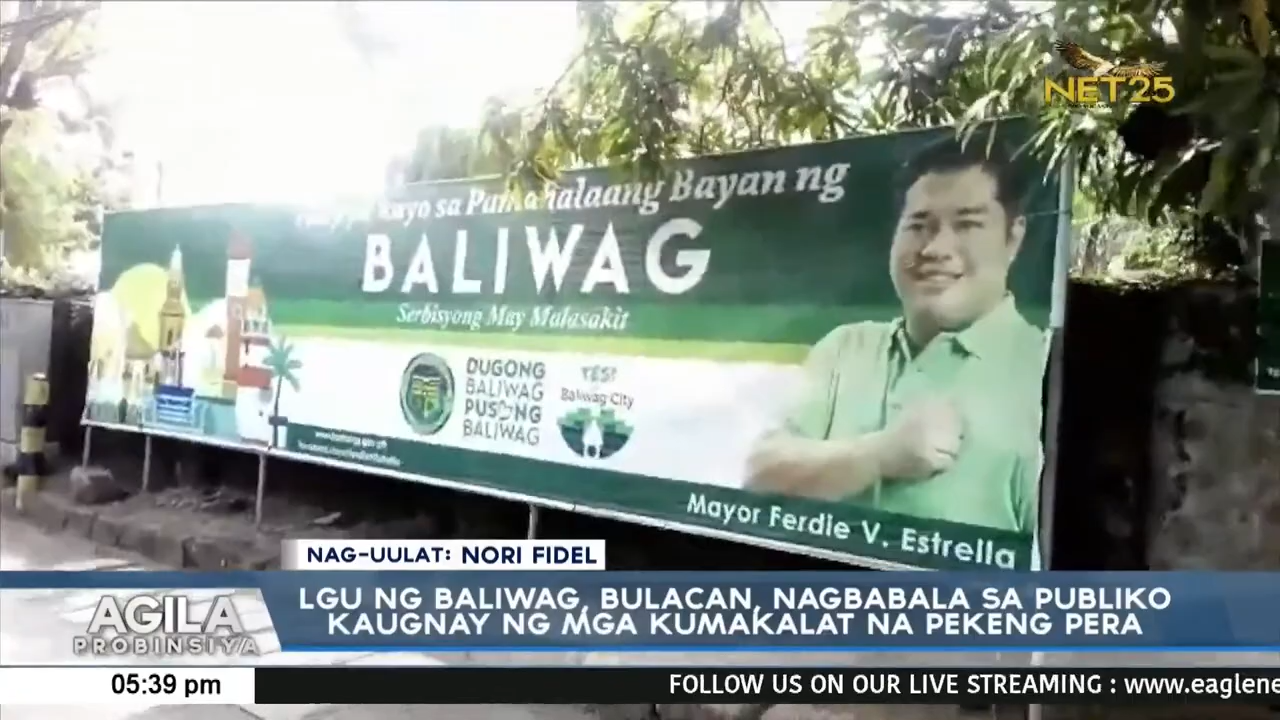 NET25
sa Pamahalaang Bayan ng
BALIWAG
Serbisyong May Malasakit
DUGONG
BALIWAG
PUSONG
BALIWAG
YES!
Baliwag City
Mayor Ferdie V. Estrella
NAG-UULAT: NORI FIDEL
AGILA
PROBINSIYA
LGU NG BALIWAG, BULACAN, NAGBABALA SA PUBLIKO
KAUGNAY NG MGA KUMAKALAT NA PEKENG PERA
05:39 pm
FOLLOW US ON OUR LIVE STREAMING : www.eaglene